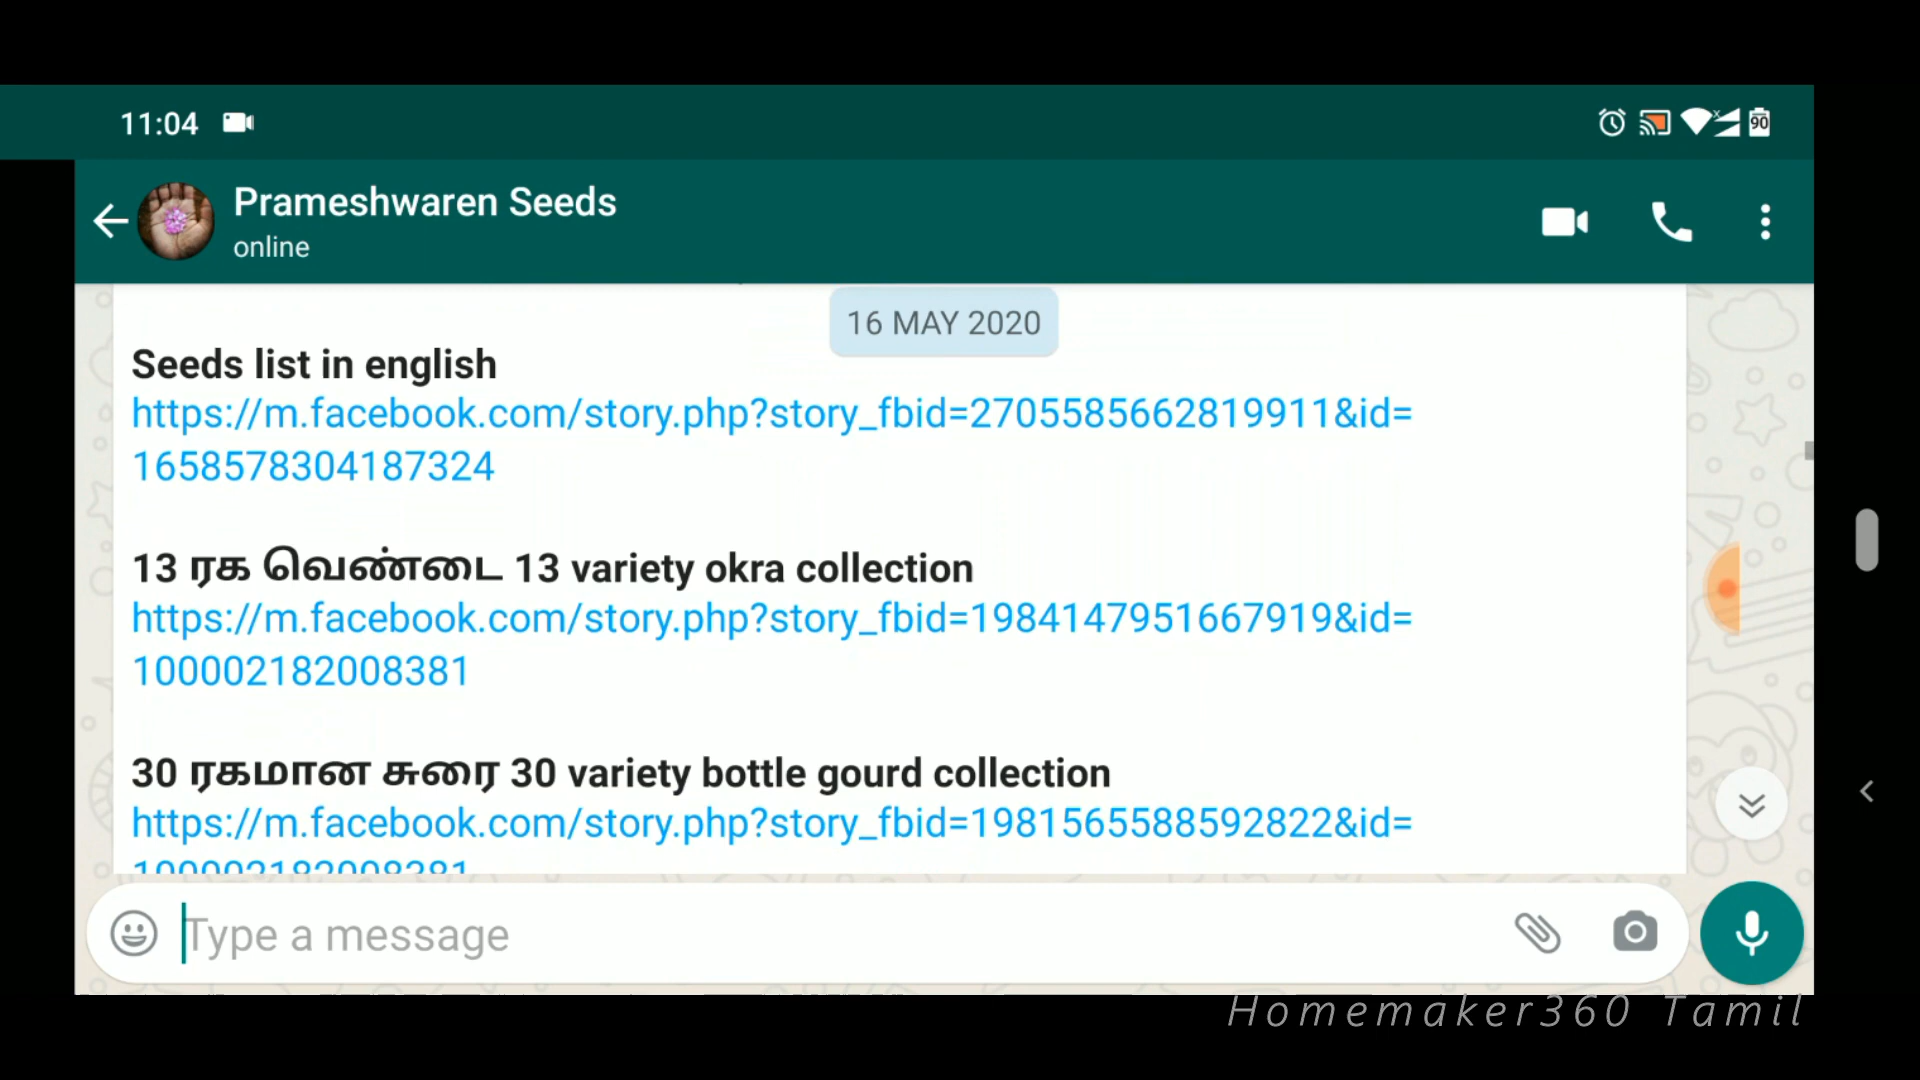 11:04
90
Prameshwaren Seeds
online
16 MAY 2020
Seeds list in english
https://m.facebook.com/story.php?story_fbid=2705585662819911&id=
1658578304187324
13 ரக வெண்டை 13 variety okra collection
https://m.facebook.com/story.php?story_fbid=1984147951667919&id=
100002182008381
30 ரகமான சுரை 30 variety bottle gourd collection
https://m.facebook.com/story.php?story_fbid=1981565588592822&id=
100002182008381
Type a message
Homemaker360 Tamil